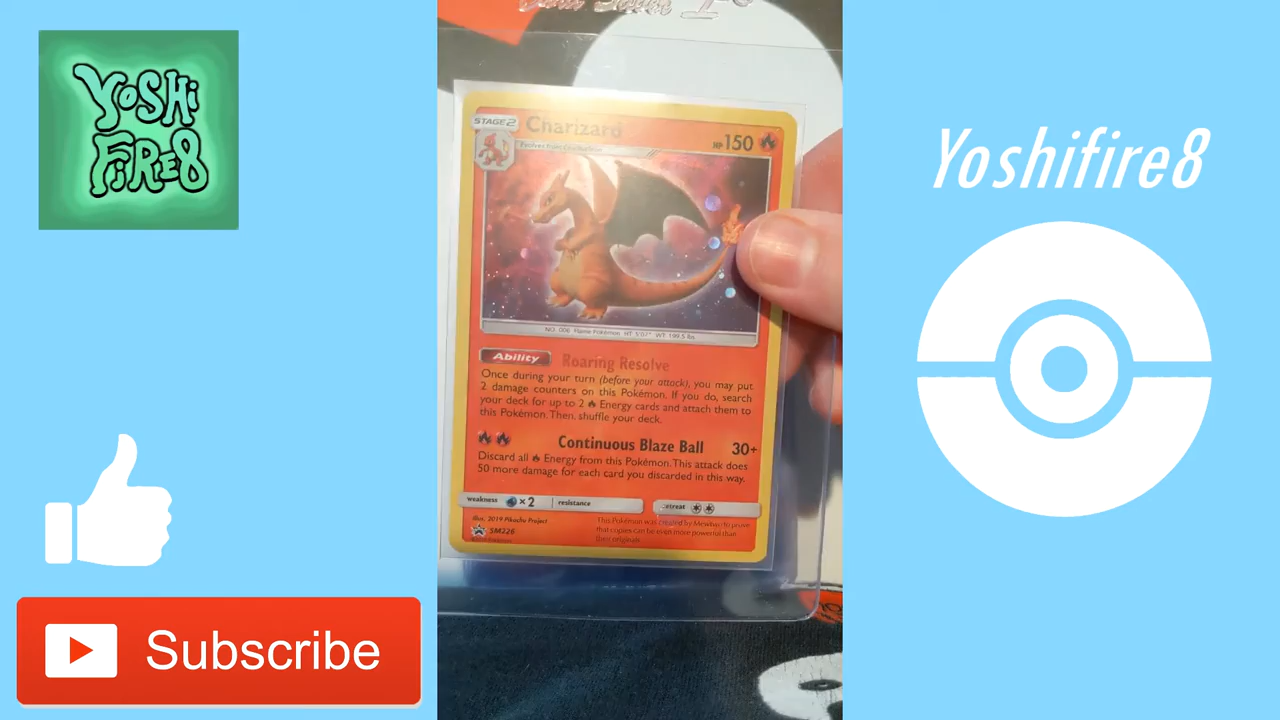 YOSHI
FiRE8
Subscribe
STAGE 2
Charizard
HP 150
Ability
Roaring Resolve
Once during your turn (before your attack), you may put
2 damage counters on this Pokémon. If you do, search
your deck for up to 2 Energy cards and attach them to
this Pokémon. Then, shuffle your deck.
Continuous Blaze Ball 30+
Discard all Energy from this Pokémon. This attack does
50 more damage for each card you discarded in this way.
weakness ×2 resistance retreat
Illus. 2019 Pikachu Project
SM226
This Pokémon was created by Mewtwo to prove
that copies can be even more powerful than
their originals.
NO. 006 Flame Pokémon HT: 5'07" WT: 199.5 lbs.
Yoshifire8